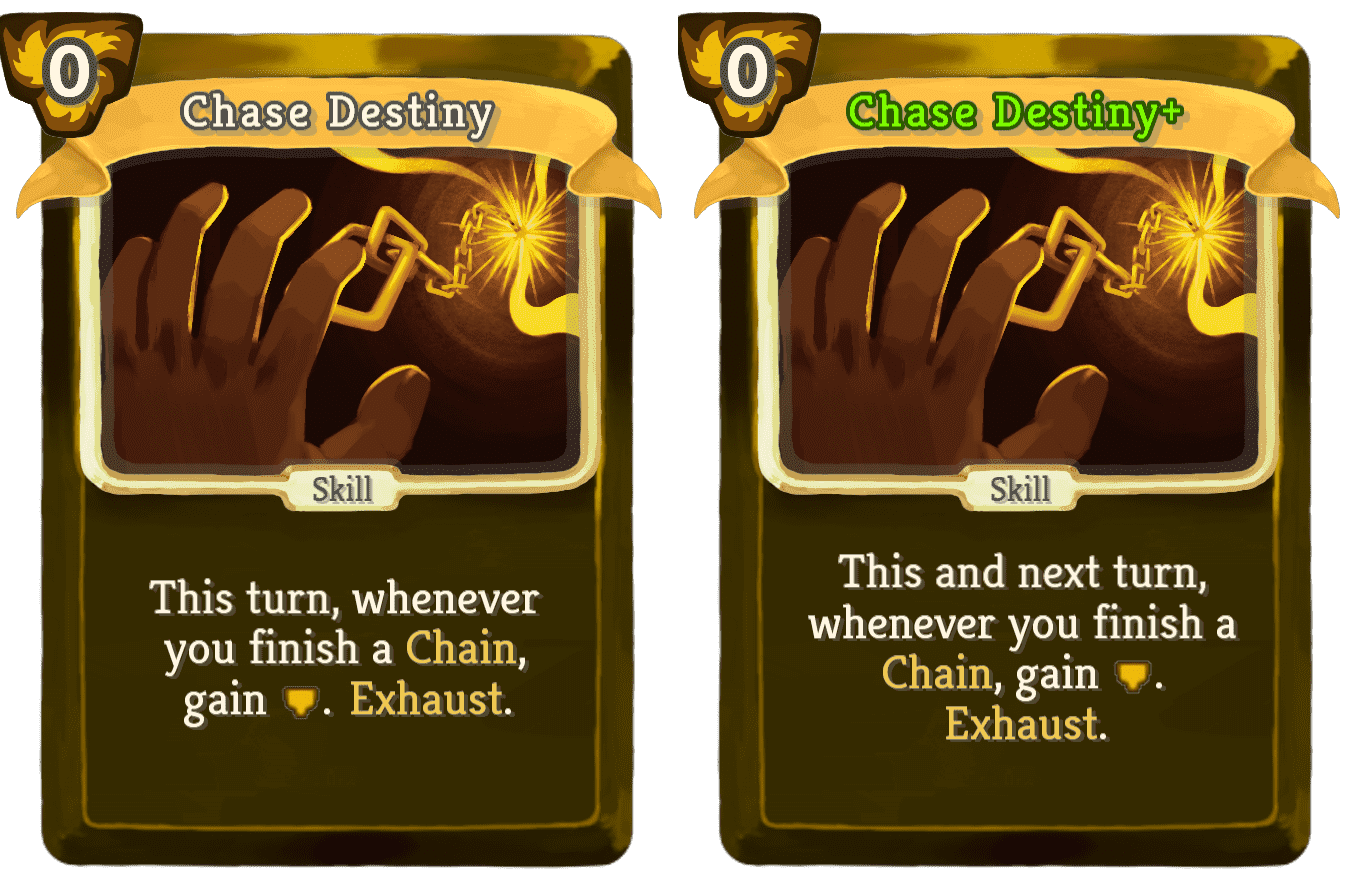 0
Chase Destiny
Skill
This turn, whenever
you finish a Chain,
gain .  Exhaust.
0
Chase Destiny+
Skill
This and next turn,
whenever you finish a
Chain, gain .
Exhaust.